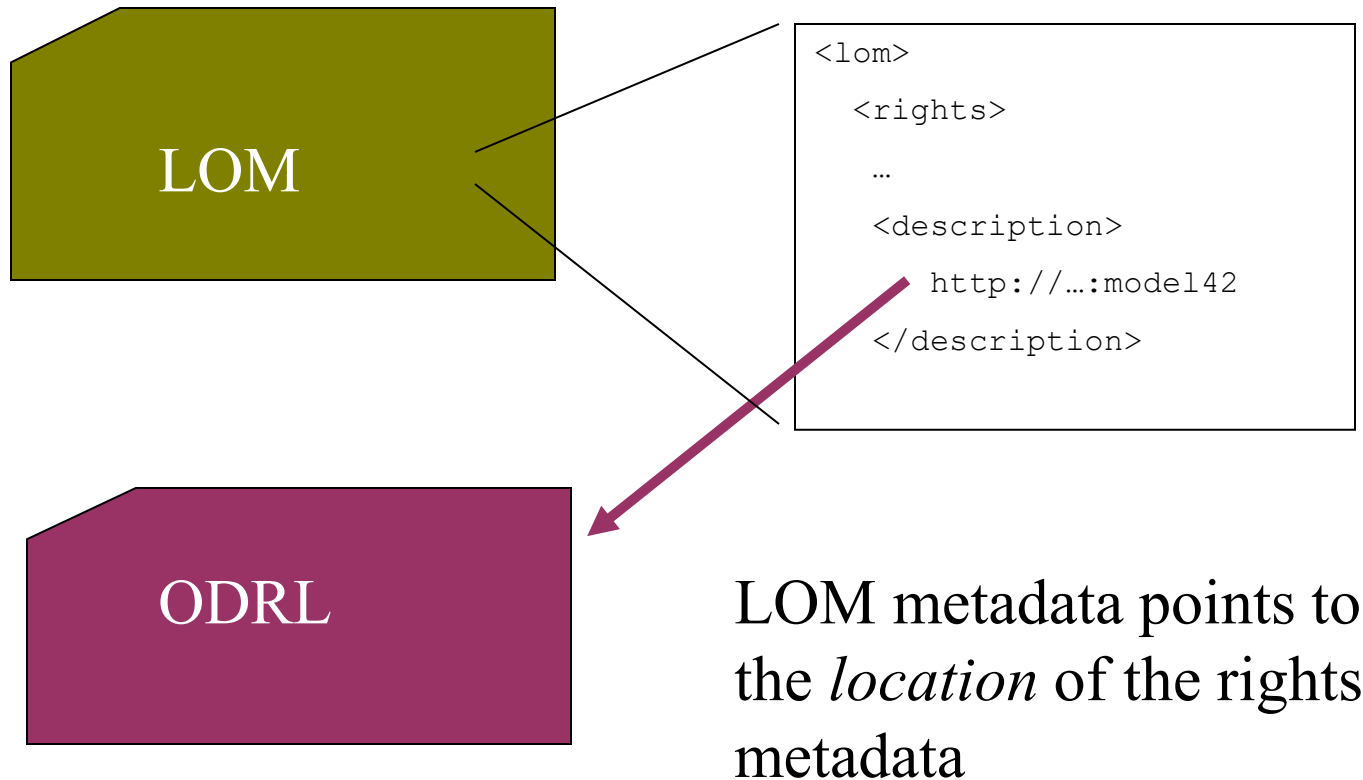 LOM
<lom>
<rights>
…
<description>
http://…:model42
</description>
ODRL
LOM metadata points to
the location of the rights
metadata